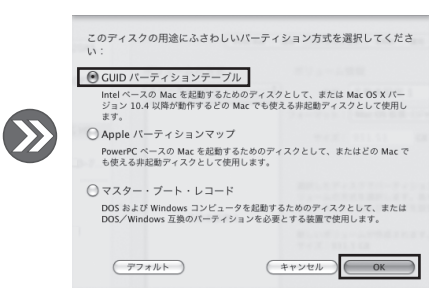 このディスクの用途にふさわしいパーティション方式を選択してくださ
い：
GUID パーティションテーブル
Intel ベースの Mac を起動するためのディスクとして、または Mac OS X バー
ジョン 10.4 以降が動作するどの Mac でも使える非起動ディスクとして使用し
ます。
Apple パーティションマップ
PowerPC ベースの Mac を起動するためのディスクとして、またはどの Mac で
も使える非起動ディスクとして使用します。
マスター・ブート・レコード
DOS および Windows コンピュータを起動するためのディスクとして、または
DOS／Windows 互換のパーティションを必要とする装置で使用します。
デフォルト キャンセル OK